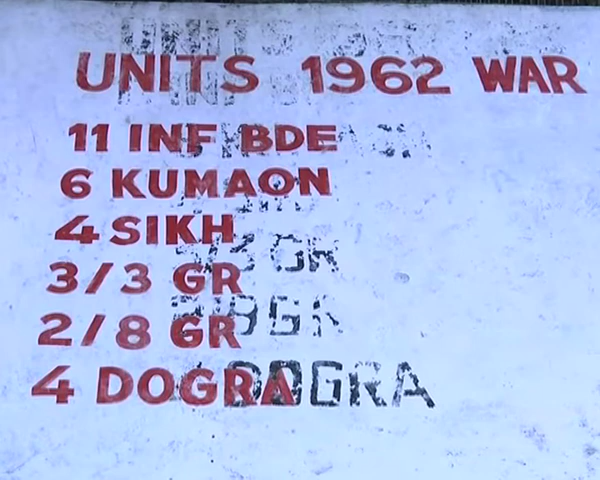 UNITS 1962 WAR
11 INF BDE
6 KUMAON
4 SIKH
3/3 GR
2/8 GR
4 DOGRA